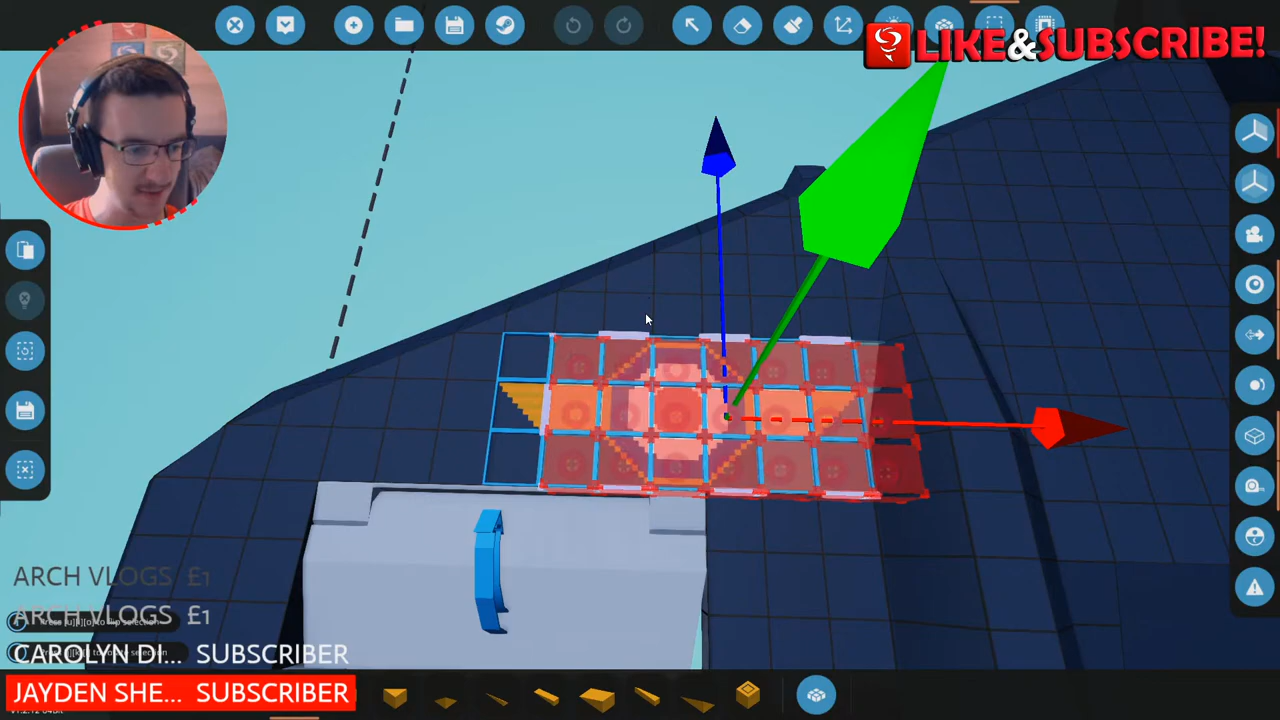 LIKE&SUBSCRIBE!
ARCH VLOGS £1
ARCH VLOGS £1
CAROLYN DI... SUBSCRIBER
JAYDEN SHE... SUBSCRIBER